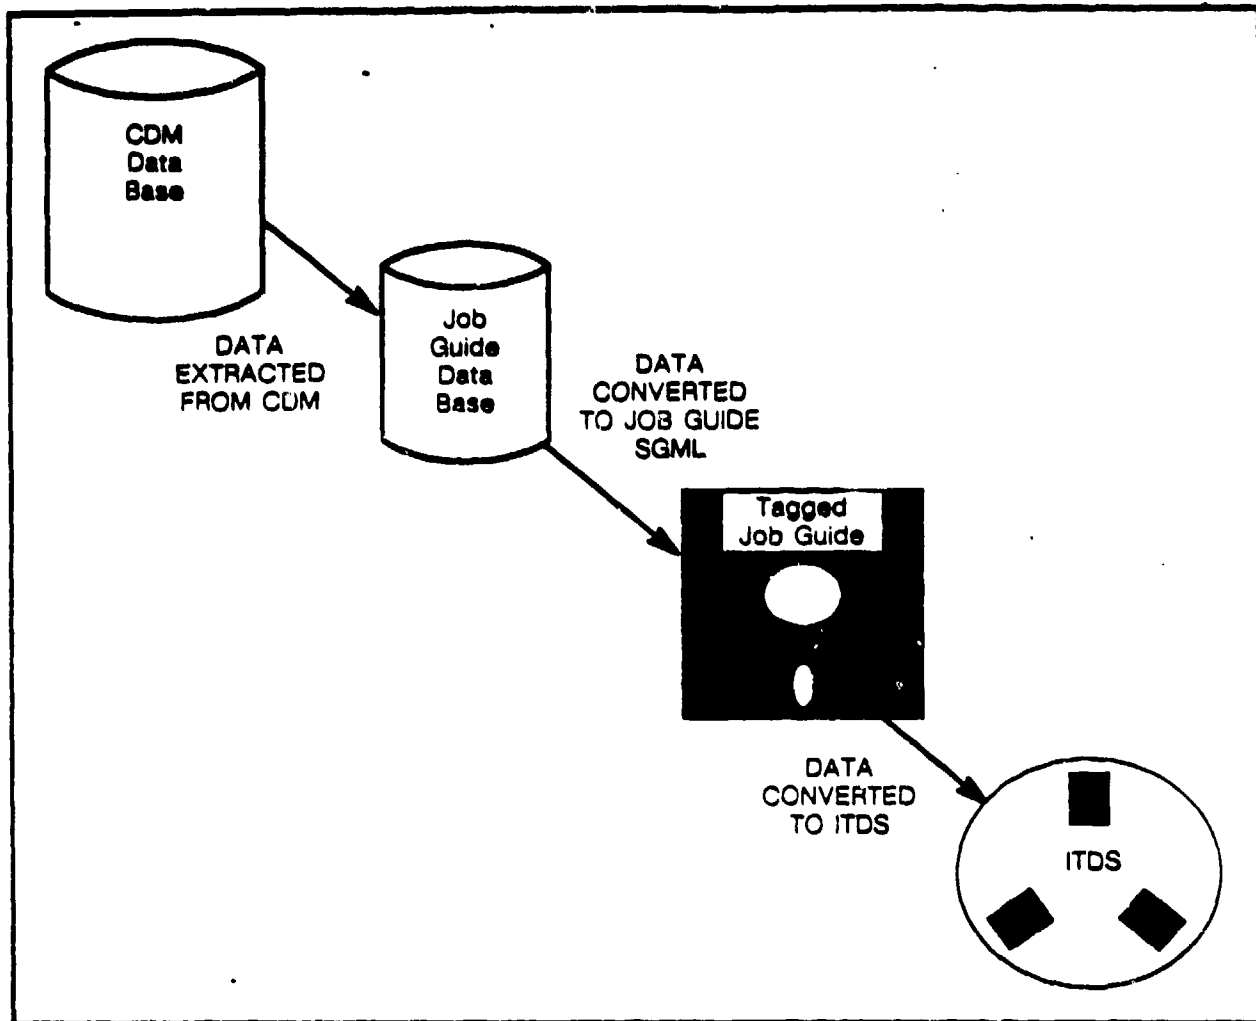 CDM
Data
Base
DATA
EXTRACTED
FROM CDM
Job
Guide
Data
Base
DATA
CONVERTED
TO JOB GUIDE
SGML
Tagged
Job Guide
DATA
CONVERTED
TO ITDS
ITDS